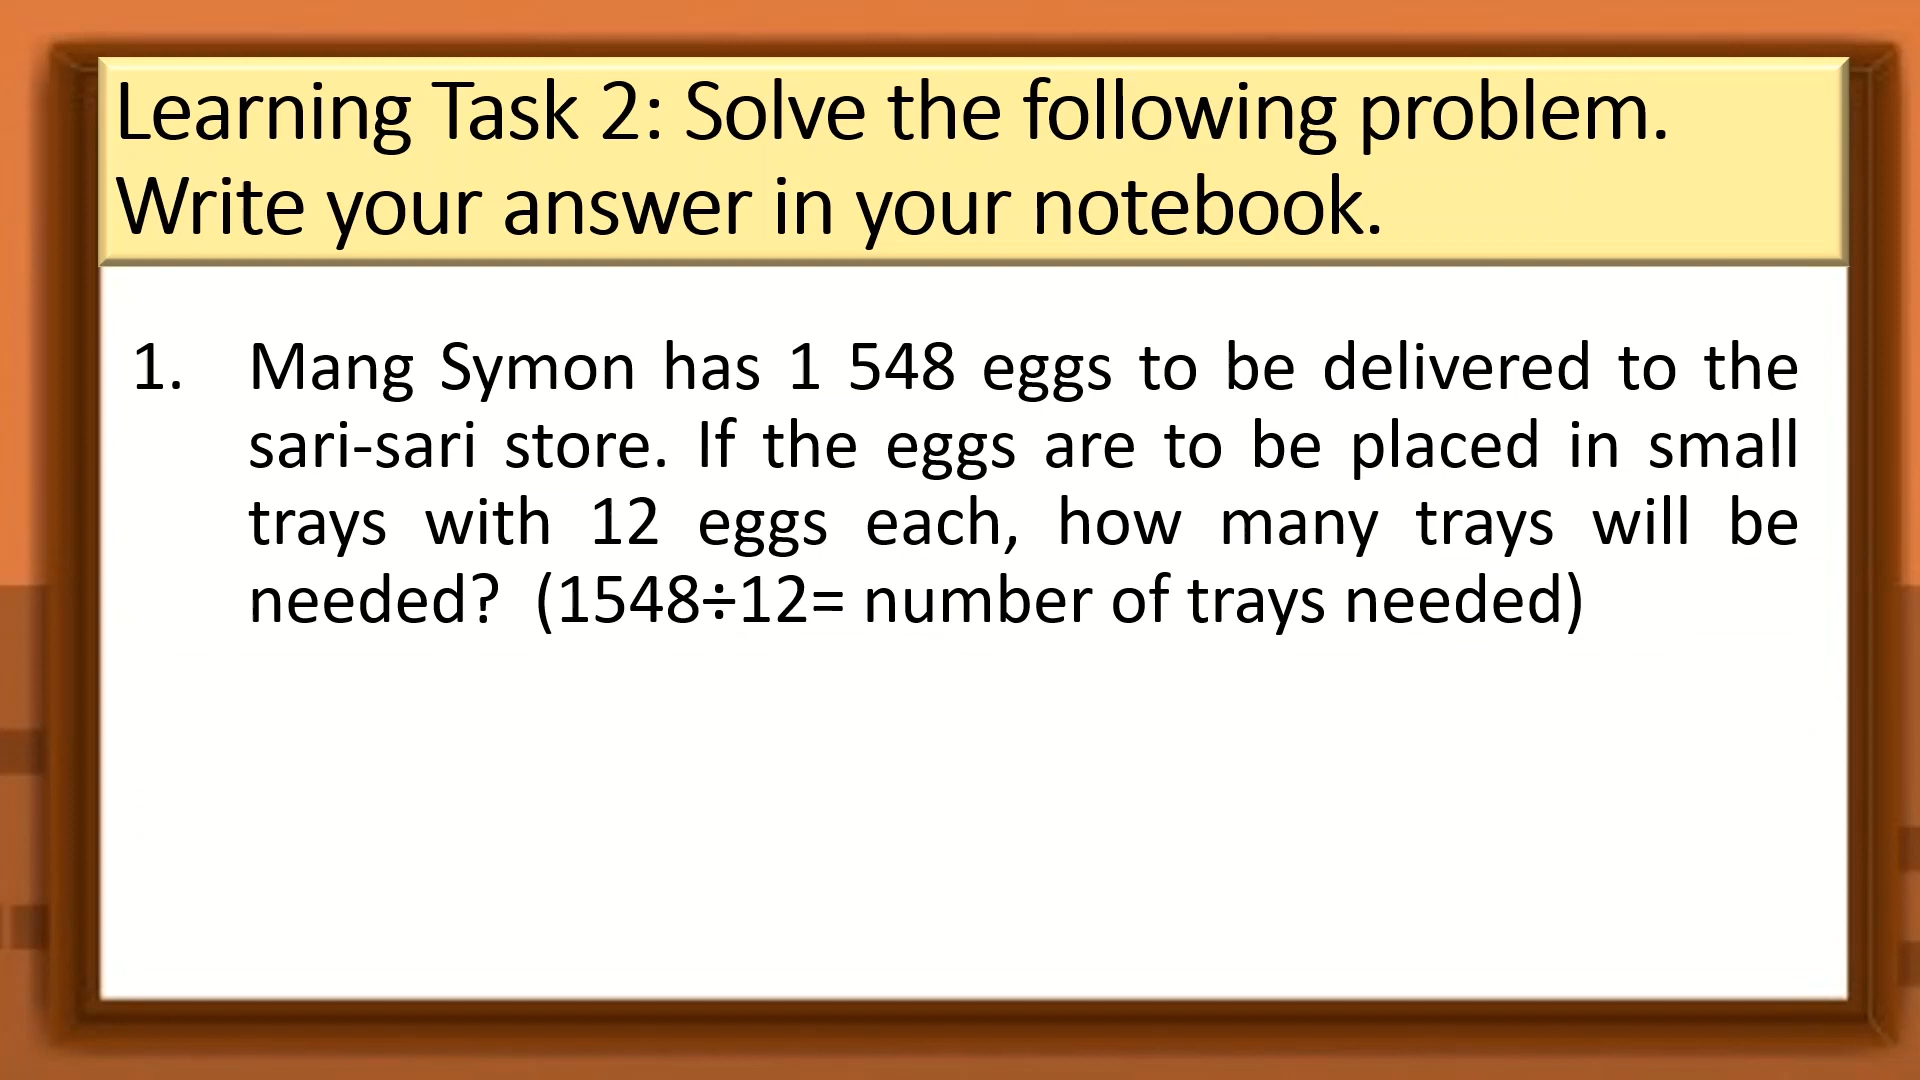 Learning Task 2: Solve the following problem.
Write your answer in your notebook.
1. Mang Symon has 1 548 eggs to be delivered to the
sari-sari store. If the eggs are to be placed in small
trays with 12 eggs each, how many trays will be
needed? (1548÷12= number of trays needed)